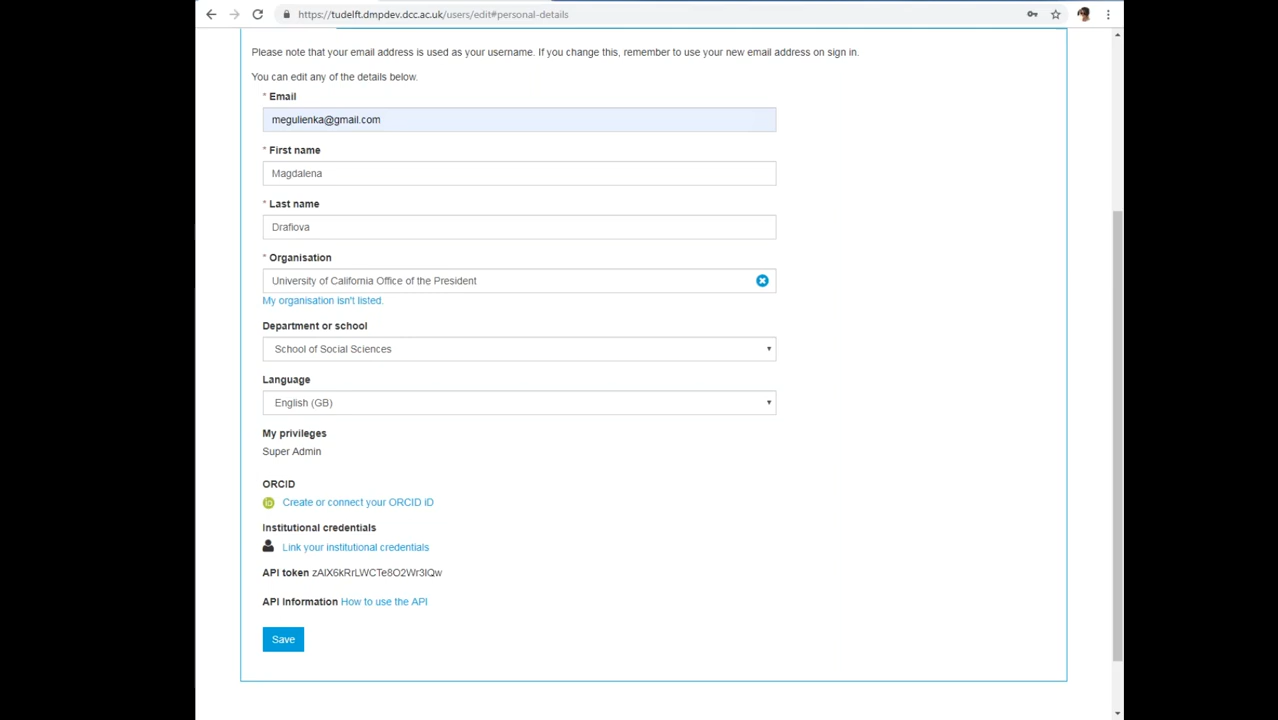 https://tudelft.dmpdev.dcc.ac.uk/users/edit#personal-details
Please note that your email address is used as your username. If you change this, remember to use your new email address on sign in.
You can edit any of the details below.
* Email
megulienka@gmail.com
* First name
Magdalena
* Last name
Drafiova
* Organisation
University of California Office of the President
My organisation isn't listed.
Department or school
School of Social Sciences
Language
English (GB)
My privileges
Super Admin
ORCID
iD Create or connect your ORCID iD
Institutional credentials
Link your institutional credentials
API token zAlX6kRrLWCTe8O2Wr3IQw
API Information How to use the API
Save